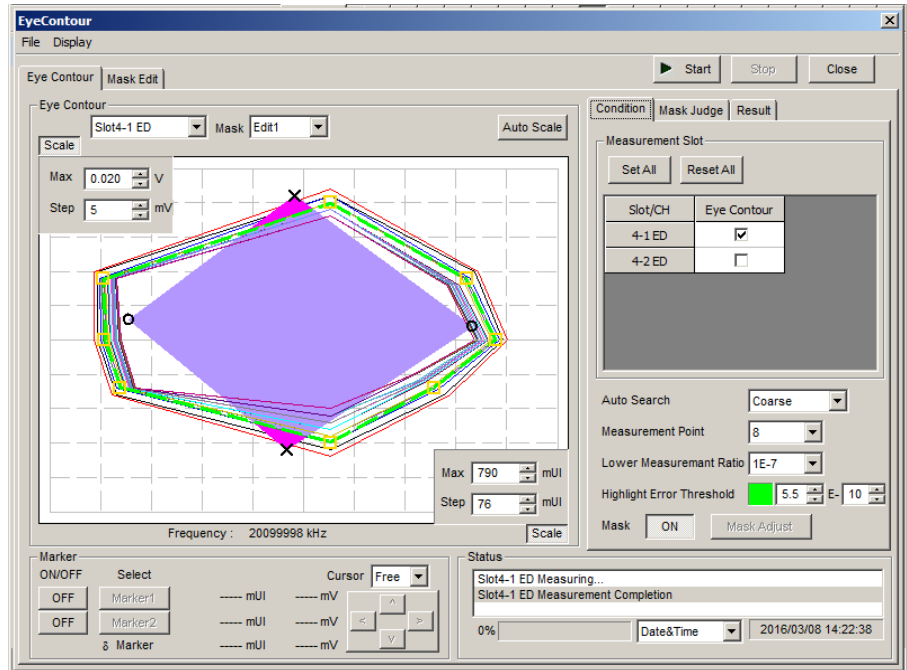 EyeContour
File Display
Start Stop Close
Eye Contour Mask Edit
Eye Contour
Slot4-1 ED Mask Edit1 Auto Scale
Scale
Max 0.020 V
Step 5 mV
Max 790 mUI
Step 76 mUI
Frequency : 20099998 kHz Scale
Condition Mask Judge Result
Measurement Slot
Set All Reset All
Slot/CH Eye Contour
4-1 ED
4-2 ED
Auto Search Coarse
Measurement Point 8
Lower Measuremant Ratio 1E-7
Highlight Error Threshold 5.5 E- 10
Mask ON Mask Adjust
Marker
ON/OFF Select Cursor Free
OFF Marker1 ----- mUI ----- mV
OFF Marker2 ----- mUI ----- mV
δ Marker ----- mUI ----- mV
Status
Slot4-1 ED Measuring...
Slot4-1 ED Measurement Completion
0% Date&Time 2016/03/08 14:22:38